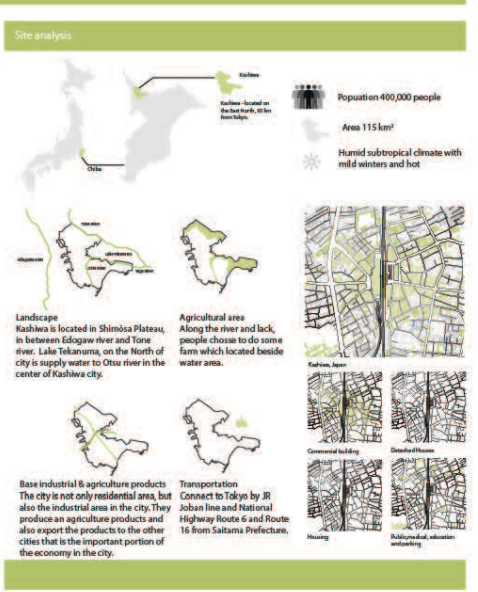 Site analysis
Kashiwa
Kashiwa - located on
the East North, 30 km
from Tokyo.
Chiba
Popuation 400,000 people
Area 115 km²
Humid subtropical climate with
mild winters and hot
Landscape
Kashiwa is located in Shimōsa Plateau,
in between Edogaw river and Tone
river. Lake Tekanuma, on the North of
city is supply water to Otsu river in the
center of Kashiwa city.
Agricultural area
Along the river and lack,
people chosse to do some
farm which located beside
water area.
Kashiwa, Japan
Commercial building
Detached Houses
Base industrial & agriculture products
The city is not only residential area, but
also the industrial area in the city. They
produce an agriculture products and
also export the products to the other
cities that is the important portion of
the economy in the city.
Transportation
Connect to Tokyo by JR
Joban line and National
Highway Route 6 and Route
16 from Saitama Prefecture.
Housing
Public,medical, education
and parking